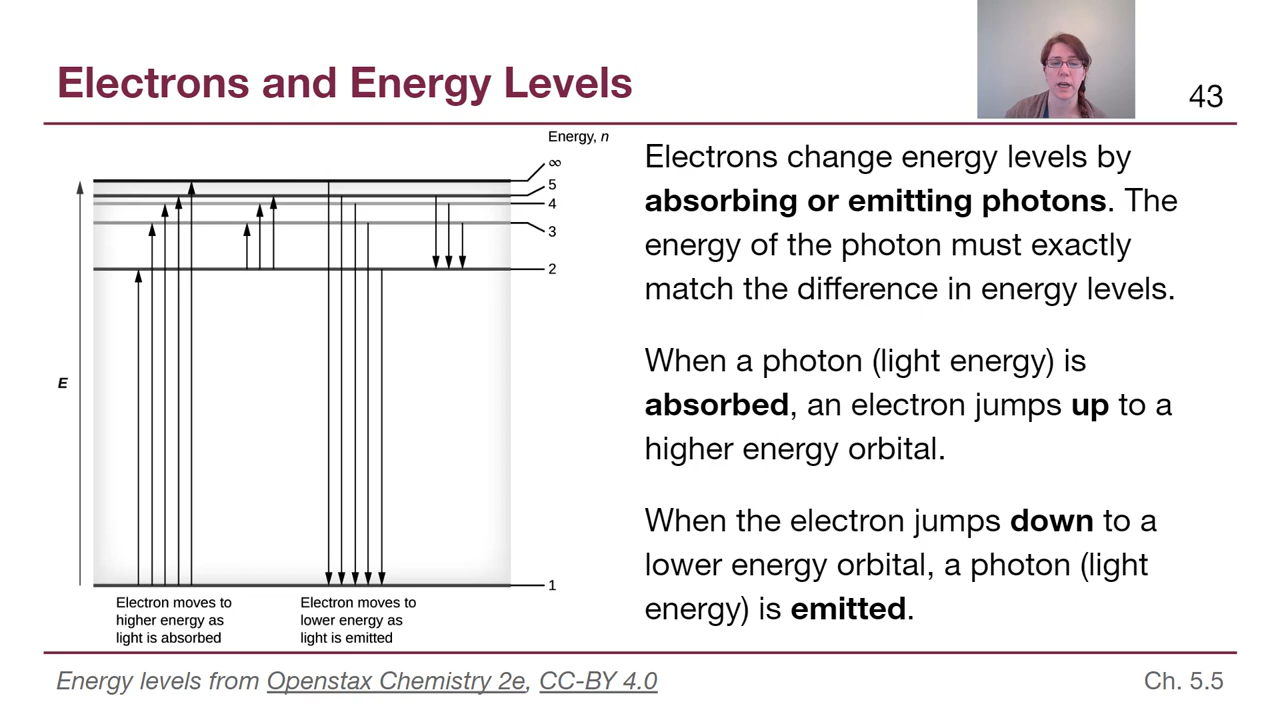 Electrons and Energy Levels
43
Energy, n
∞
5
4
3
2
E
1
Electron moves to
higher energy as
light is absorbed
Electron moves to
lower energy as
light is emitted
Electrons change energy levels by
absorbing or emitting photons. The
energy of the photon must exactly
match the difference in energy levels.
When a photon (light energy) is
absorbed, an electron jumps up to a
higher energy orbital.
When the electron jumps down to a
lower energy orbital, a photon (light
energy) is emitted.
Energy levels from Openstax Chemistry 2e, CC-BY 4.0
Ch. 5.5